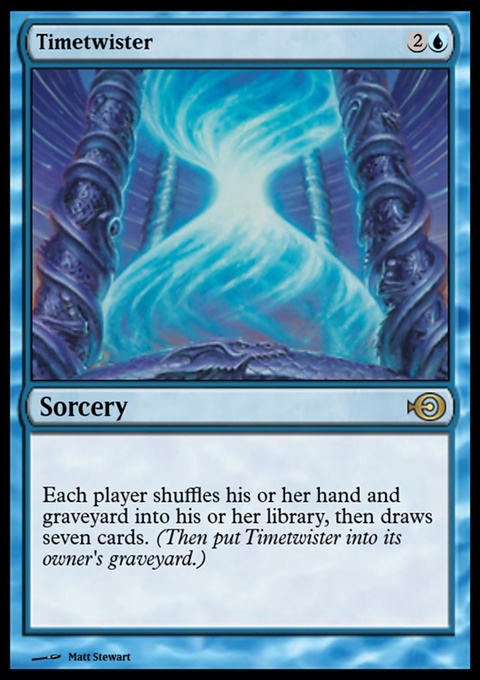 Timetwister
2
Sorcery
Each player shuffles his or her hand and
graveyard into his or her library, then draws
seven cards. (Then put Timetwister into its
owner's graveyard.)
Matt Stewart